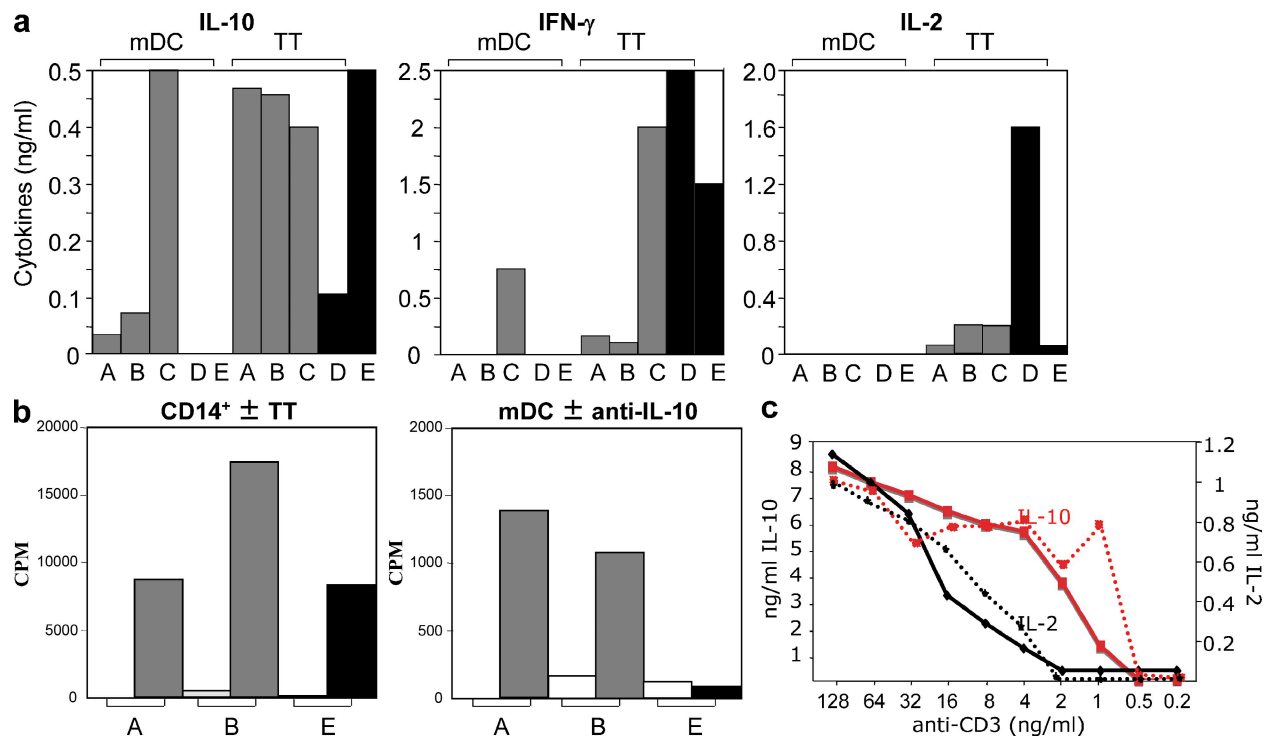 a
IL-10
IFN-γ
IL-2
mDC TT
mDC TT
mDC TT
Cytokines (ng/ml)
0.5
0.4
0.3
0.2
0.1
0
2.5
2
1.5
1
0.5
0
2.0
1.6
1.2
0.8
0.4
0
A B C D E A B C D E
A B C D E A B C D E
A B C D E A B C D E
b
CD14+ ± TT
CPM
20000
15000
10000
5000
0
A B E
mDC ± anti-IL-10
CPM
2000
1500
1000
500
0
A B E
c
ng/ml IL-10
9
8
7
6
5
4
3
2
1
IL-10
IL-2
1.2
1
0.8
0.6
0.4
0.2
ng/ml IL-2
128 64 32 16 8 4 2 1 0.5 0.2
anti-CD3 (ng/ml)